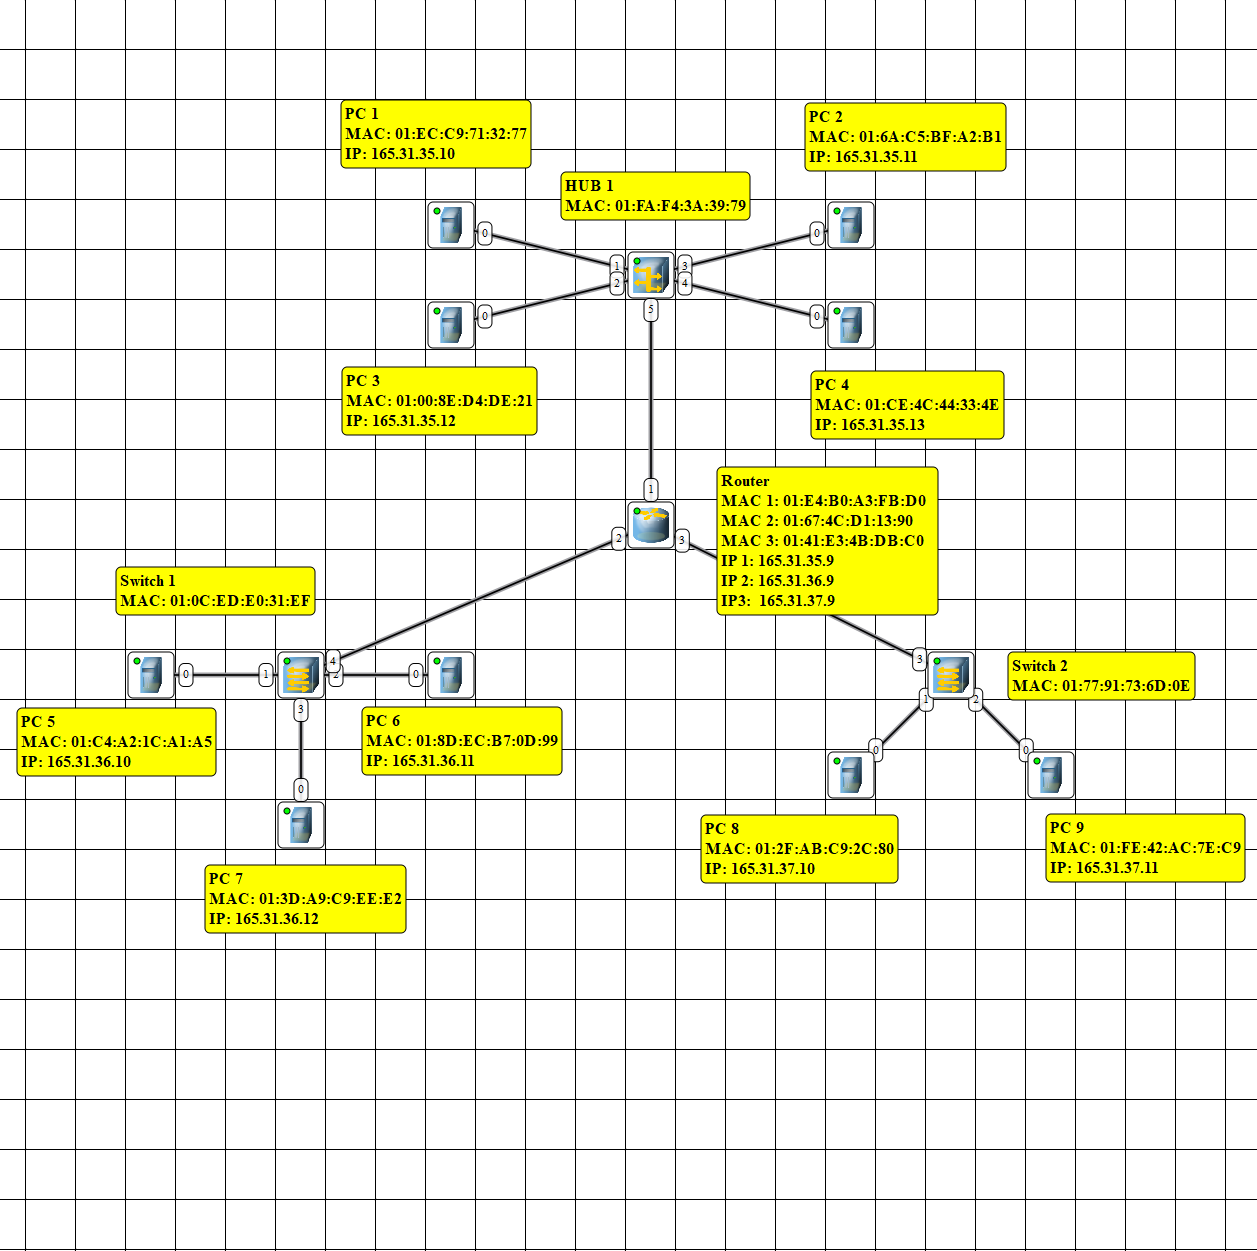 PC 1
MAC: 01:EC:C9:71:32:77
IP: 165.31.35.10
PC 2
MAC: 01:6A:C5:BF:A2:B1
IP: 165.31.35.11
HUB 1
MAC: 01:FA:F4:3A:39:79
0
0
1
3
2
4
0
0
5
PC 3
MAC: 01:00:8E:D4:DE:21
IP: 165.31.35.12
PC 4
MAC: 01:CE:4C:44:33:4E
IP: 165.31.35.13
1
2
3
Router
MAC 1: 01:E4:B0:A3:FB:D0
MAC 2: 01:67:4C:D1:13:90
MAC 3: 01:41:E3:4B:DB:C0
IP 1: 165.31.35.9
IP 2: 165.31.36.9
IP3:  165.31.37.9
Switch 1
MAC: 01:0C:ED:E0:31:EF
0
1
4
2
0
3
3
Switch 2
MAC: 01:77:91:73:6D:0E
1
2
PC 5
MAC: 01:C4:A2:1C:A1:A5
IP: 165.31.36.10
PC 6
MAC: 01:8D:EC:B7:0D:99
IP: 165.31.36.11
0
0
0
PC 7
MAC: 01:3D:A9:C9:EE:E2
IP: 165.31.36.12
PC 8
MAC: 01:2F:AB:C9:2C:80
IP: 165.31.37.10
PC 9
MAC: 01:FE:42:AC:7E:C9
IP: 165.31.37.11